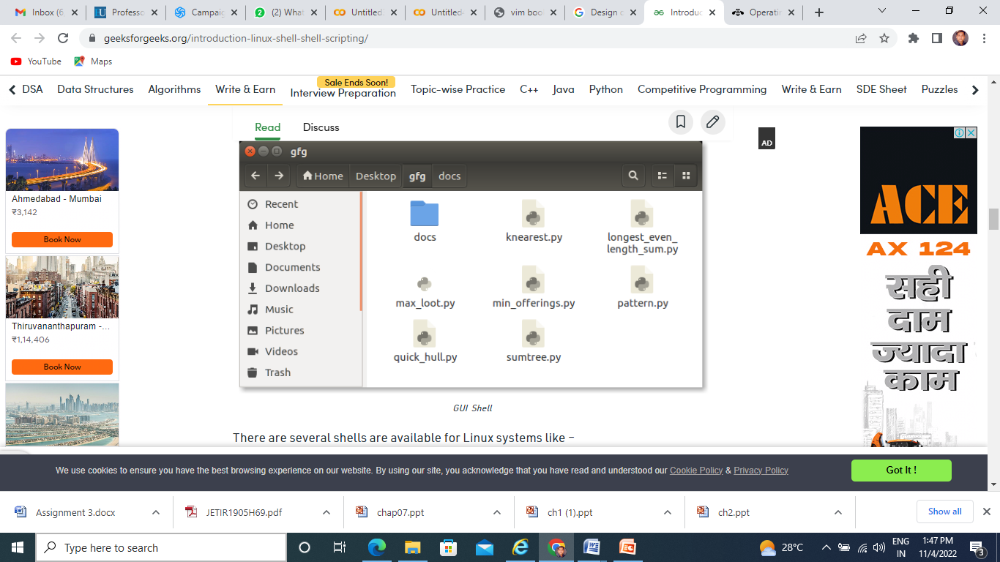 Inbox (6
Professo
Campaig
(2) What
Untitled
Untitled
vim boo
Design o
Introduc
Operatin
geeksforgeeks.org/introduction-linux-shell-shell-scripting/
YouTube
Maps
DSA
Data Structures
Algorithms
Write & Earn
Sale Ends Soon!
Interview Preparation
Topic-wise Practice
C++
Java
Python
Competitive Programming
Write & Earn
SDE Sheet
Puzzles
Read
Discuss
AD
Ahmedabad - Mumbai
₹3,142
Book Now
Thiruvananthapuram -...
₹1,14,406
Book Now
gfg
Home
Desktop
gfg
docs
Recent
Home
Desktop
Documents
Downloads
Music
Pictures
Videos
Trash
docs
knearest.py
longest_even_
length_sum.py
max_loot.py
min_offerings.py
pattern.py
quick_hull.py
sumtree.py
GUI Shell
There are several shells are available for Linux systems like –
ACE
AX 124
सही
दाम
ज्यादा
काम
We use cookies to ensure you have the best browsing experience on our website. By using our site, you acknowledge that you have read and understood our Cookie Policy & Privacy Policy
Got It !
Assignment 3.docx
JETIR1905H69.pdf
chap07.ppt
ch1 (1).ppt
ch2.ppt
Show all
Type here to search
28°C
ENG
IN
1:47 PM
11/4/2022
3